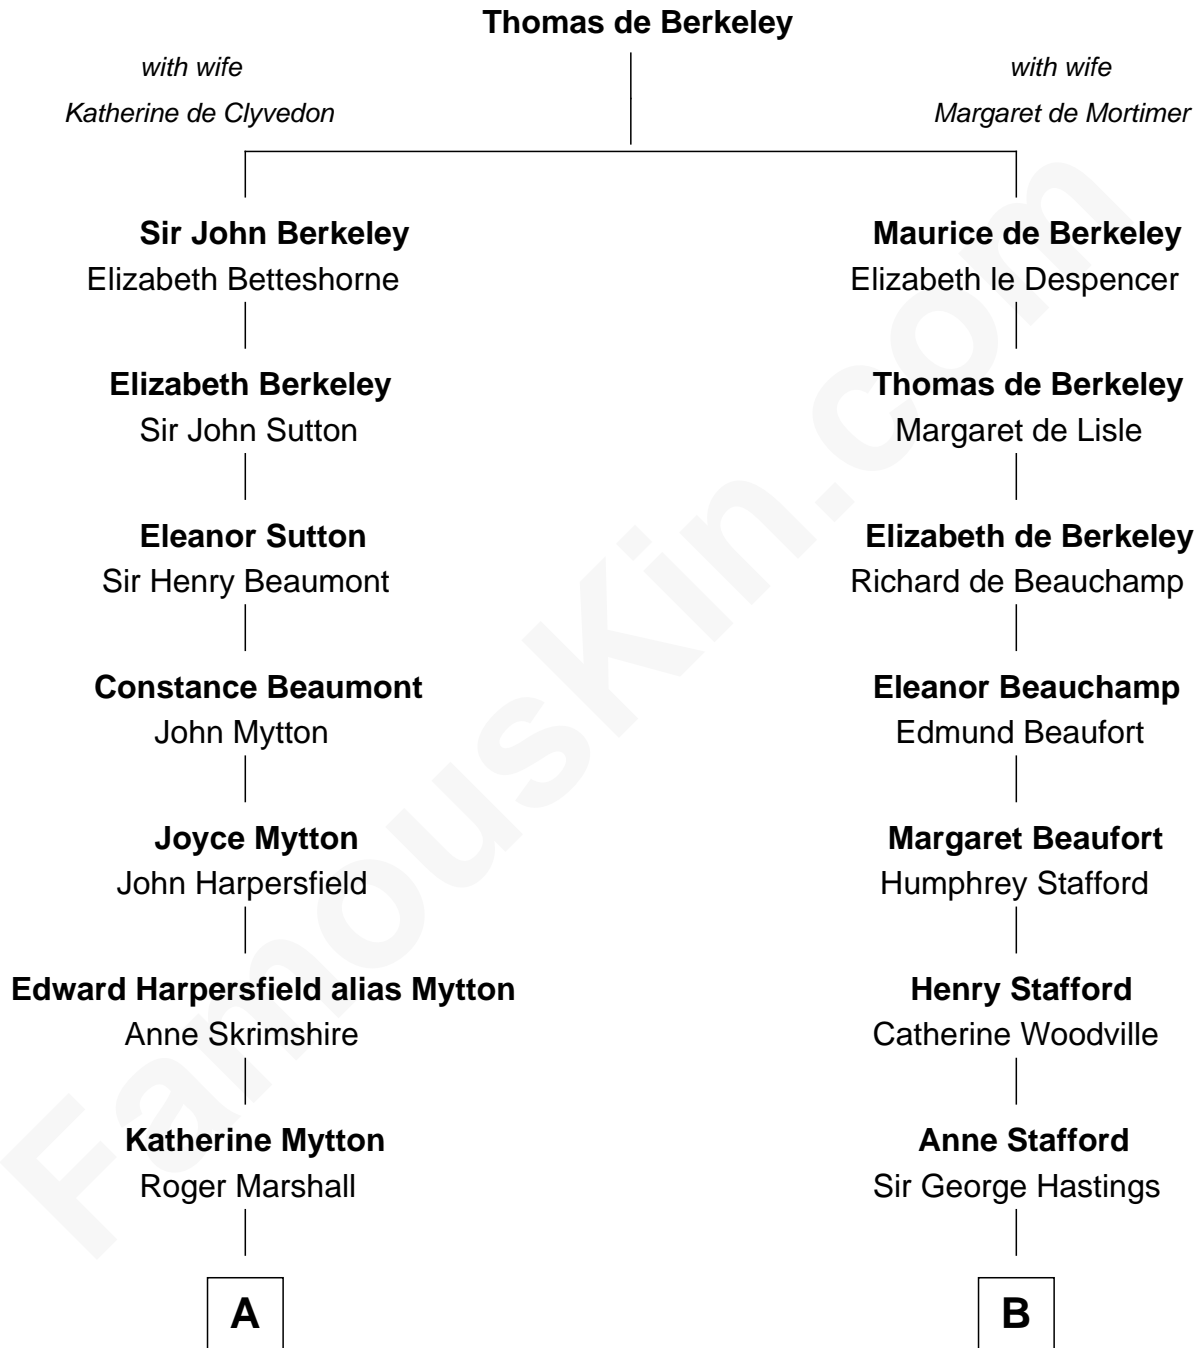 Thomas de Berkeley
with wife
Katherine de Clyvedon
with wife
Margaret de Mortimer
Sir John Berkeley
Elizabeth Betteshorne
Maurice de Berkeley
Elizabeth le Despencer
Elizabeth Berkeley
Sir John Sutton
Thomas de Berkeley
Margaret de Lisle
Eleanor Sutton
Sir Henry Beaumont
Elizabeth de Berkeley
Richard de Beauchamp
Constance Beaumont
John Mytton
Eleanor Beauchamp
Edmund Beaufort
Joyce Mytton
John Harpersfield
Margaret Beaufort
Humphrey Stafford
Edward Harpersfield alias Mytton
Anne Skrimshire
Henry Stafford
Catherine Woodville
Katherine Mytton
Roger Marshall
Anne Stafford
Sir George Hastings
A
B
FamousKin.com